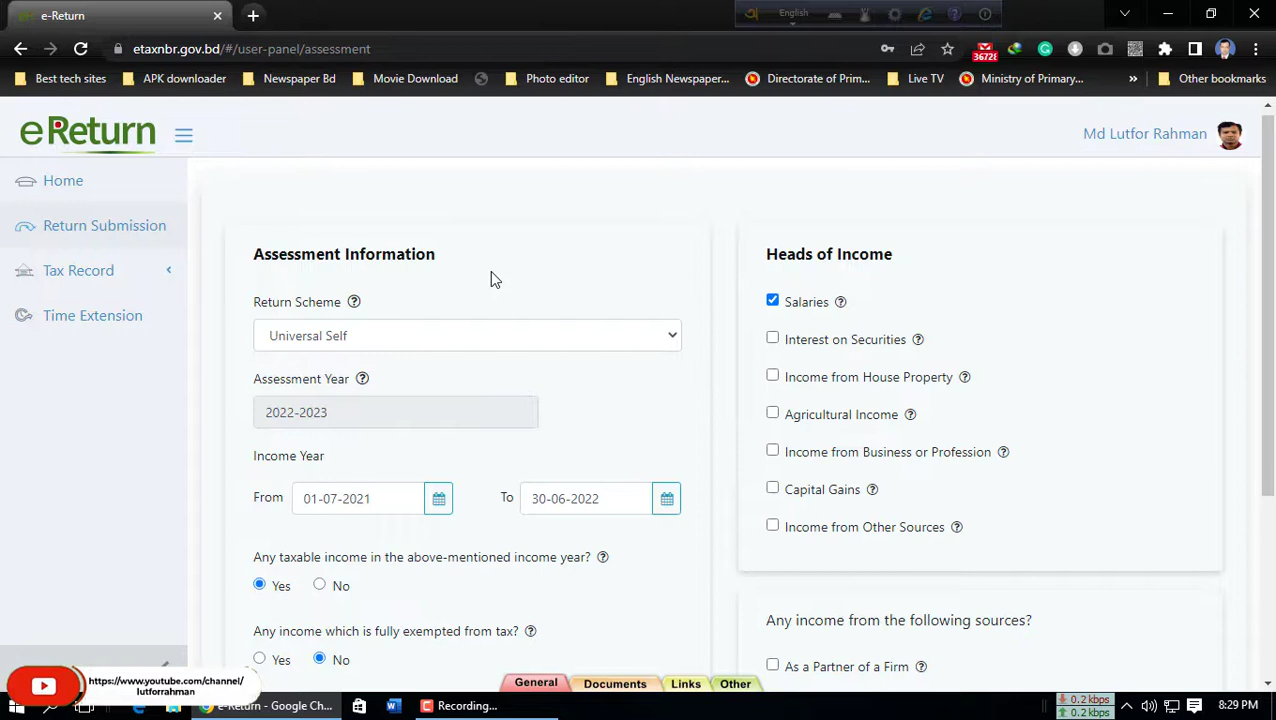 e-Return
English
etaxnbr.gov.bd/#/user-panel/assessment
36728
Best tech sites
APK downloader
Newspaper Bd
Movie Download
Photo editor
English Newspaper...
Directorate of Prim...
Live TV
Ministry of Primary...
»
Other bookmarks
eReturn
Md Lutfor Rahman
Home
Return Submission
Tax Record
Time Extension
Assessment Information
Return Scheme
Universal Self
Assessment Year
2022-2023
Income Year
From 01-07-2021 To 30-06-2022
Any taxable income in the above-mentioned income year?
Yes No
Any income which is fully exempted from tax?
Yes No
Heads of Income
Salaries
Interest on Securities
Income from House Property
Agricultural Income
Income from Business or Profession
Capital Gains
Income from Other Sources
Any income from the following sources?
As a Partner of a Firm
General Documents Links Other
https://www.youtube.com/channel/
lutforrahman
e-Return - Google Ch...
Recording...
0.2 kbps
0.2 kbps
8:29 PM